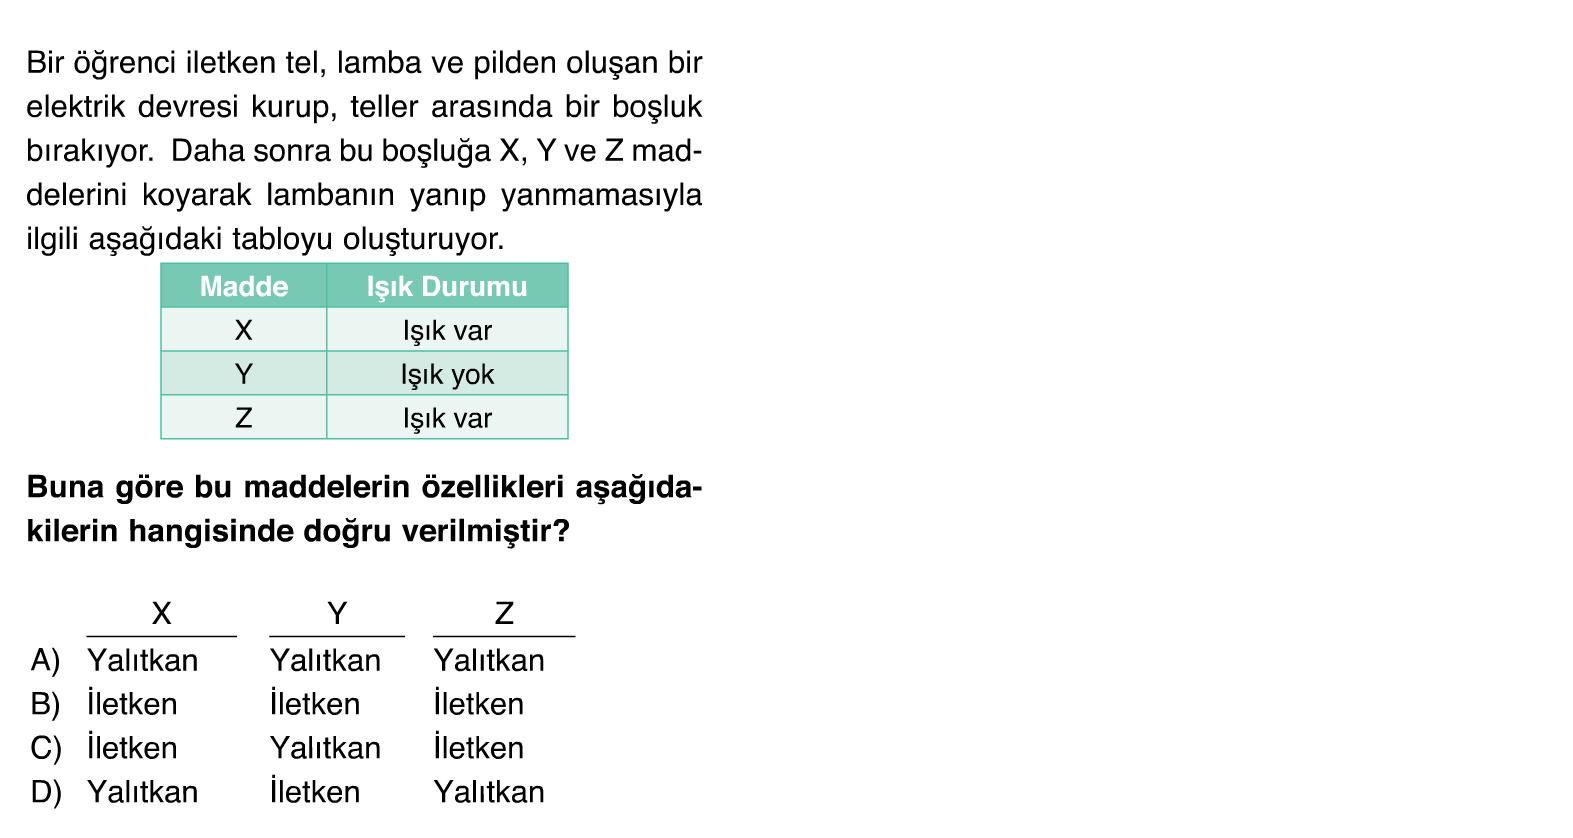 Bir öğrenci iletken tel, lamba ve pilden oluşan bir
elektrik devresi kurup, teller arasında bir boşluk
bırakıyor. Daha sonra bu boşluğa X, Y ve Z mad-
delerini koyarak lambanın yanıp yanmamasıyla
ilgili aşağıdaki tabloyu oluşturuyor.
Madde Işık Durumu
X Işık var
Y Işık yok
Z Işık var
Buna göre bu maddelerin özellikleri aşağıda-
kilerin hangisinde doğru verilmiştir?
X Y Z
A) Yalıtkan Yalıtkan Yalıtkan
B) İletken İletken İletken
C) İletken Yalıtkan İletken
D) Yalıtkan İletken Yalıtkan